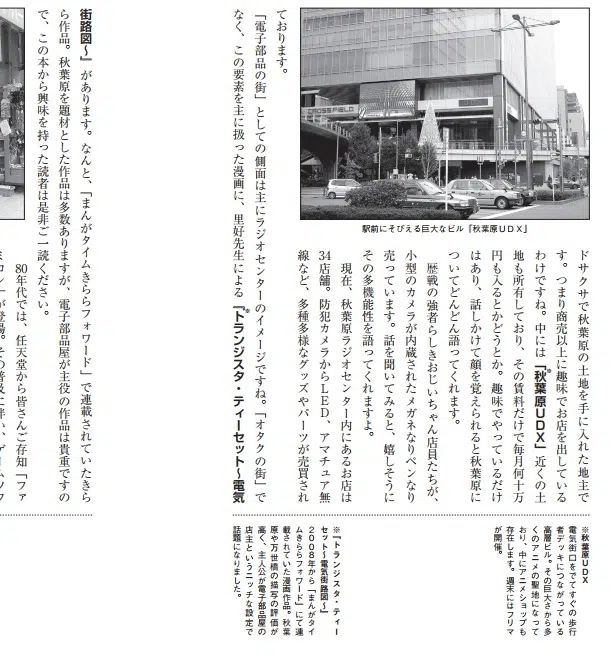 CROSSFIELD
駅前にそびえる巨大なビル『秋葉原UDX』
ドサクサで秋葉原の土地を手に入れた地主で
す。つまり商売以上に趣味でお店を出している
わけですね。中には『秋葉原UDX』※近くの土
地も所有しており、その賃料だけで毎月何十万
円も入るとかどうとか。趣味でやっているだけ
はあり、話しかけて顔を覚えられると秋葉原に
ついてどんどん語ってくれます。
歴戦の強者らしきおじいちゃん店員たちが、
小型のカメラが内蔵されたメガネなりペンなり
売っています。話を聞いてみると、嬉しそうに
その多機能性を語ってくれますよ。
現在、秋葉原ラジオセンター内にあるお店は
34店舗。防犯カメラからLED、アマチュア無
線など、多種多様なグッズやパーツが売買され
ております。
「電子部品の街」としての側面は主にラジオセンターのイメージですね。「オタクの街」で
なく、この要素を主に扱った漫画に、里好先生による『トランジスタ・ティーセット〜電気
街路図〜』があります。なんと、「まんがタイムきららフォワード」で連載されていたきら
ら作品。秋葉原を題材とした作品は多数ありますが、電子部品屋が主役の作品は貴重ですの
で、この本から興味を持った読者は是非ご一読ください。
80年代では、任天堂から皆さんご存知「ファ
※秋葉原UDX
電気街口をでてすぐの歩行
者デッキにつながっている
高層ビル。その巨大さから多
くのアニメの聖地になって
おり、中にアニメショップも
存在します。週末にはフリマ
が開催。
※『トランジスタ・ティー
セット〜電気街路図〜』
2008年から「まんがタイ
ムきららフォワード」にて連
載されていた漫画作品。秋葉
原や万世橋の描写の評価が
高く、主人公が電子部品屋の
店主というニッチな設定で
話題になりました。